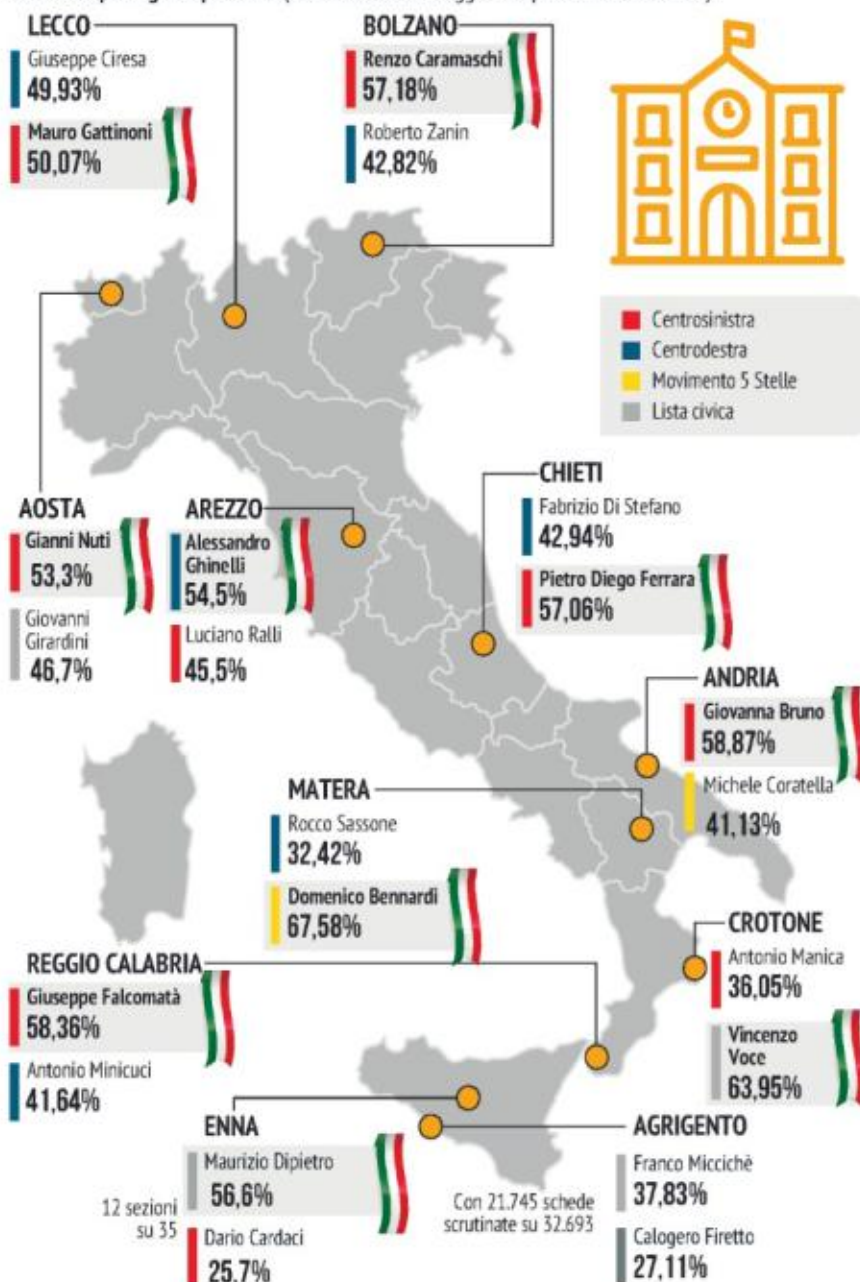 LECCO
Giuseppe Ciresa
49,93%
Mauro Gattinoni
50,07%
BOLZANO
Renzo Caramaschi
57,18%
Roberto Zanin
42,82%
Centrosinistra
Centrodestra
Movimento 5 Stelle
Lista civica
AOSTA
Gianni Nuti
53,3%
Giovanni
Girardini
46,7%
AREZZO
Alessandro
Ghinelli
54,5%
Luciano Ralli
45,5%
CHIETI
Fabrizio Di Stefano
42,94%
Pietro Diego Ferrara
57,06%
ANDRIA
Giovanna Bruno
58,87%
Michele Coratella
41,13%
MATERA
Rocco Sassone
32,42%
Domenico Bennardi
67,58%
CROTONE
Antonio Manica
36,05%
Vincenzo
Voce
63,95%
REGGIO CALABRIA
Giuseppe Falcomatà
58,36%
Antonio Minicuci
41,64%
ENNA
Maurizio Dipietro
56,6%
12 sezioni
su 35
Dario Cardaci
25,7%
AGRIGENTO
Franco Miccichè
37,83%
Con 21.745 schede
scrutinate su 32.693
Calogero Firetto
27,11%